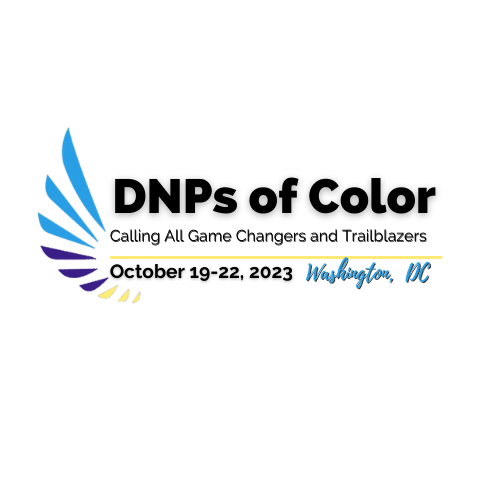 DNPs of Color
Calling All Game Changers and Trailblazers
October 19-22, 2023 Washington, DC